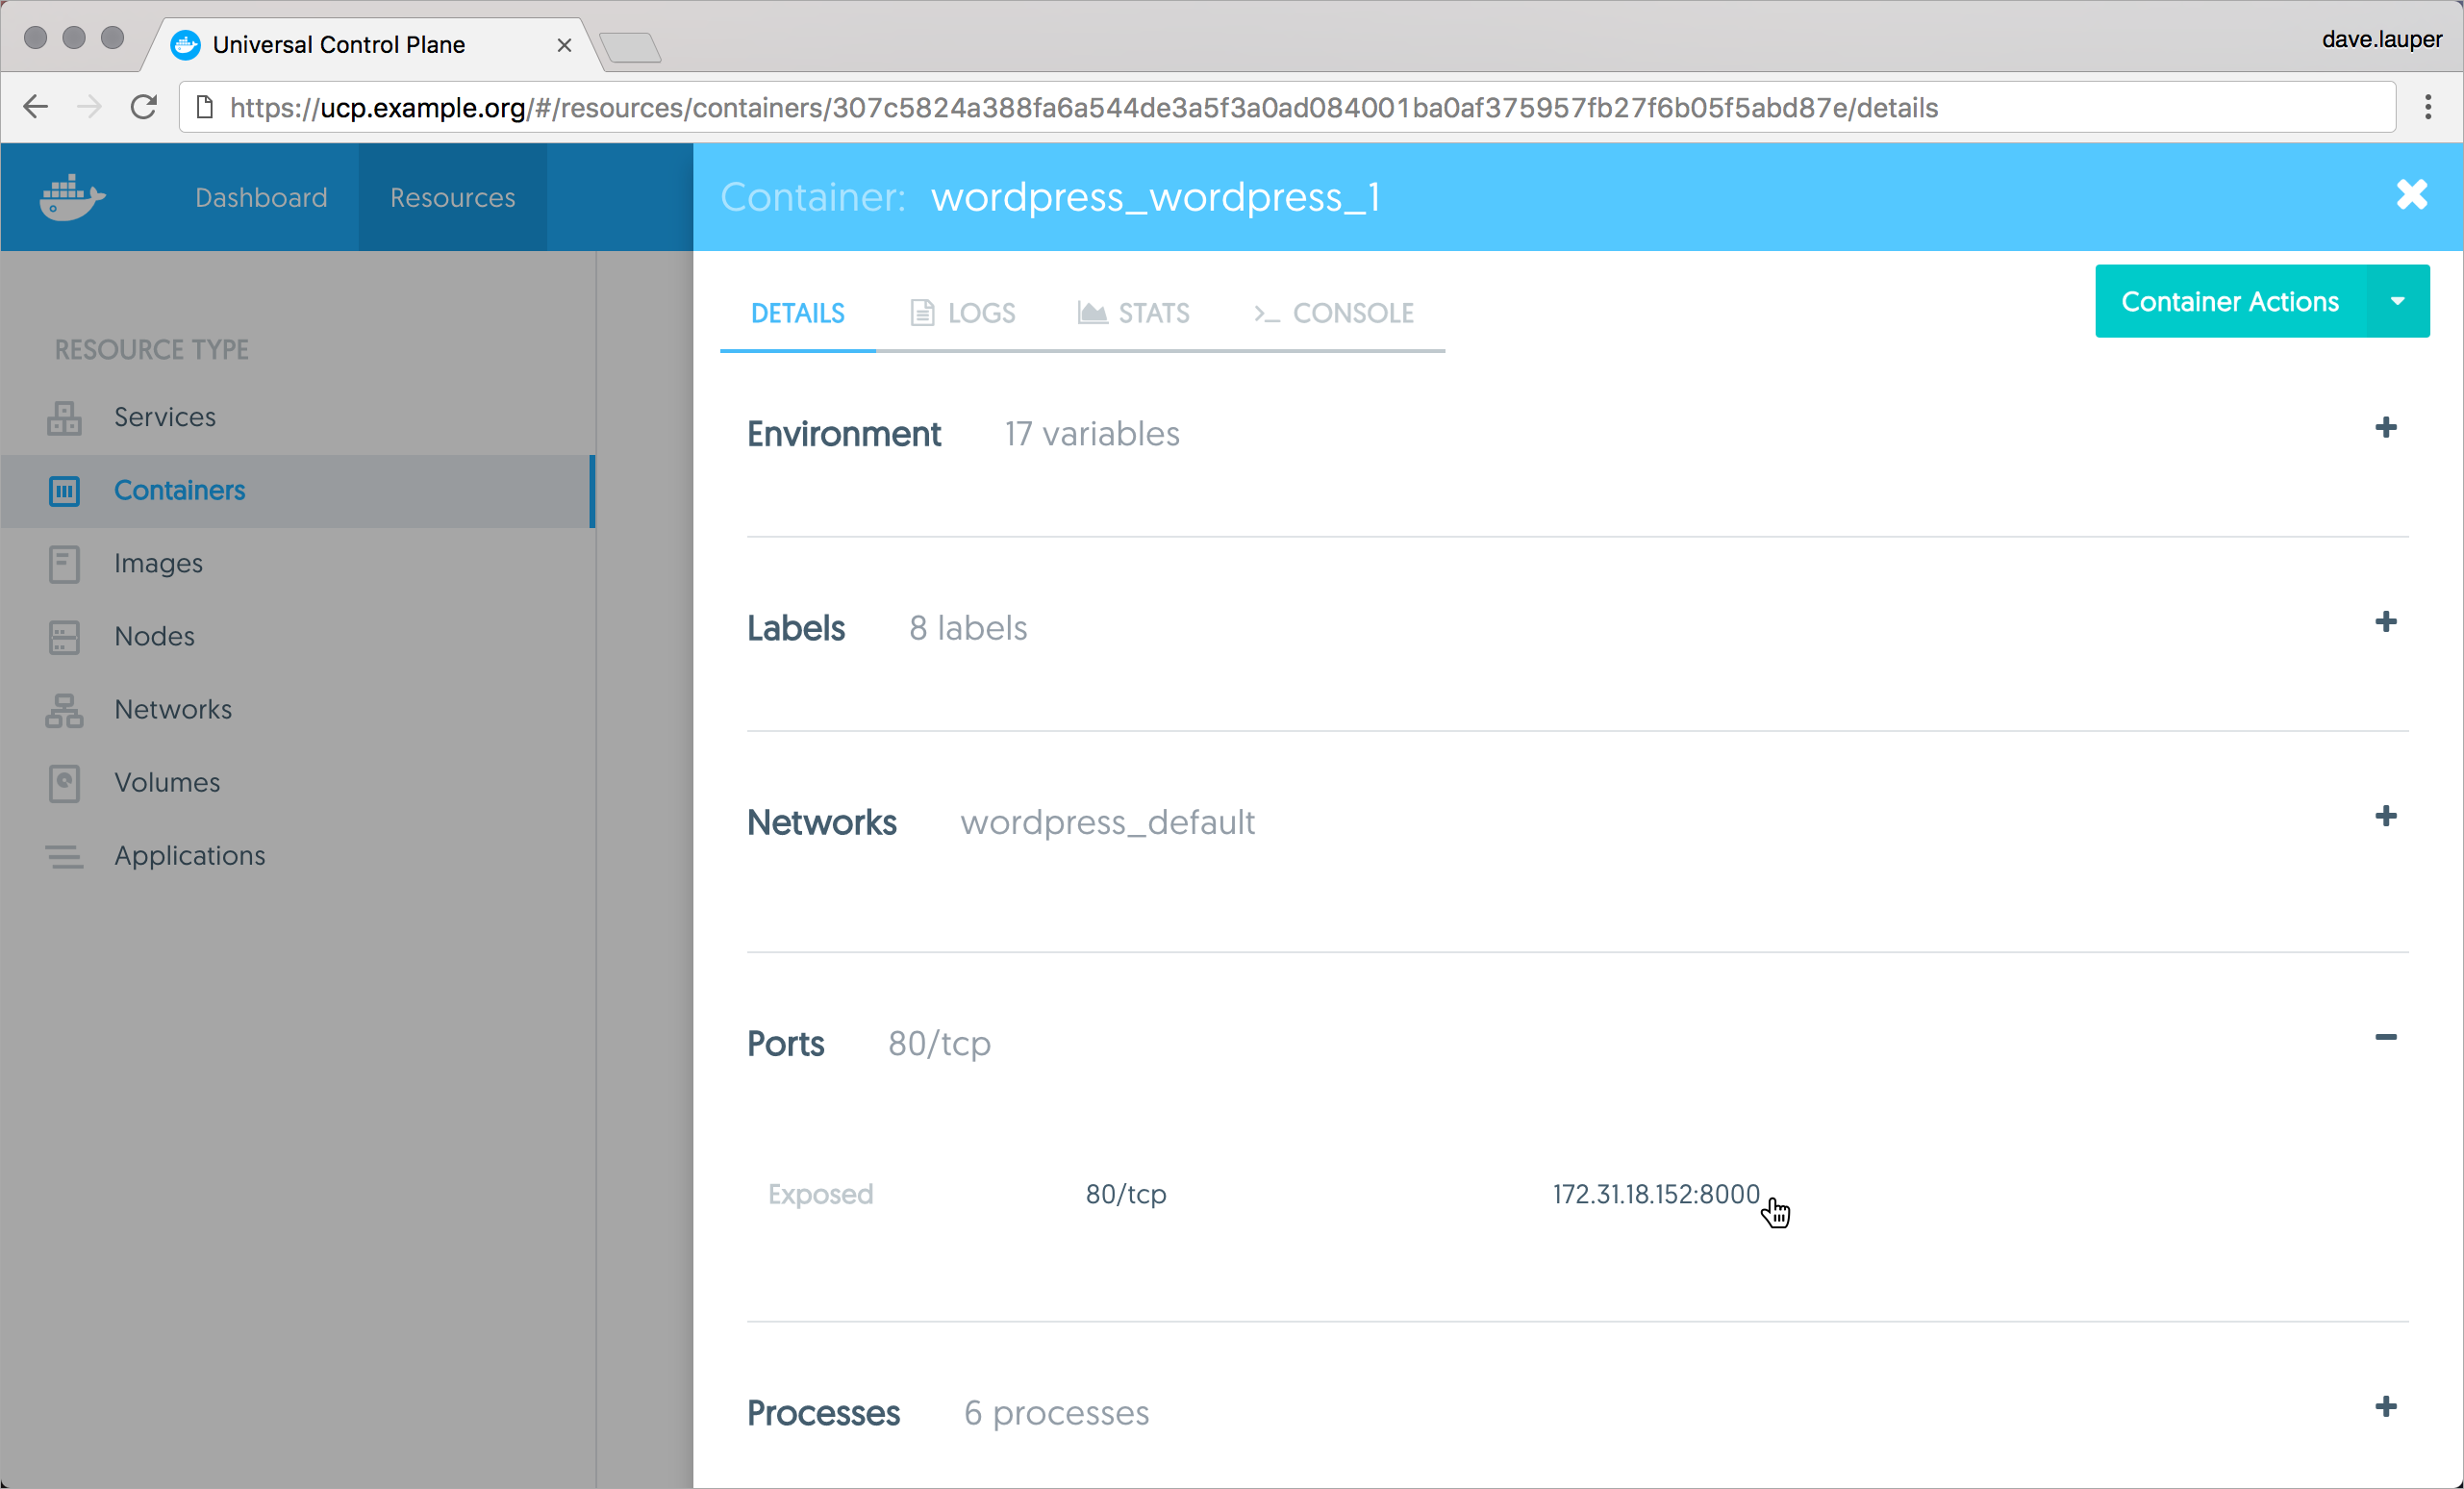 Universal Control Plane
dave.lauper
https://ucp.example.org/#/resources/containers/307c5824a388fa6a544de3a5f3a0ad084001ba0af375957fb27f6b05f5abd87e/details
Dashboard
Resources
Container: wordpress_wordpress_1
DETAILS
LOGS
STATS
CONSOLE
Container Actions
RESOURCE TYPE
Services
Containers
Images
Nodes
Networks
Volumes
Applications
Environment 17 variables
Labels 8 labels
Networks wordpress_default
Ports 80/tcp
Exposed 80/tcp 172.31.18.152:8000
Processes 6 processes